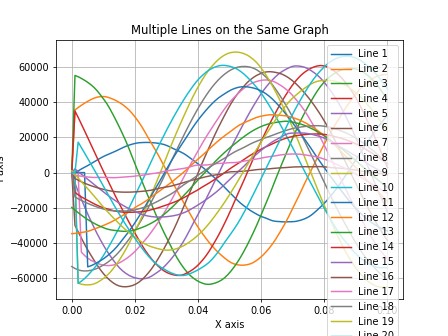 Multiple Lines on the Same Graph
60000
40000
20000
0
−20000
−40000
−60000
axis
0.00
0.02
0.04
0.06
0.08
X axis
Line 1
Line 2
Line 3
Line 4
Line 5
Line 6
Line 7
Line 8
Line 9
Line 10
Line 11
Line 12
Line 13
Line 14
Line 15
Line 16
Line 17
Line 18
Line 19
Line 20